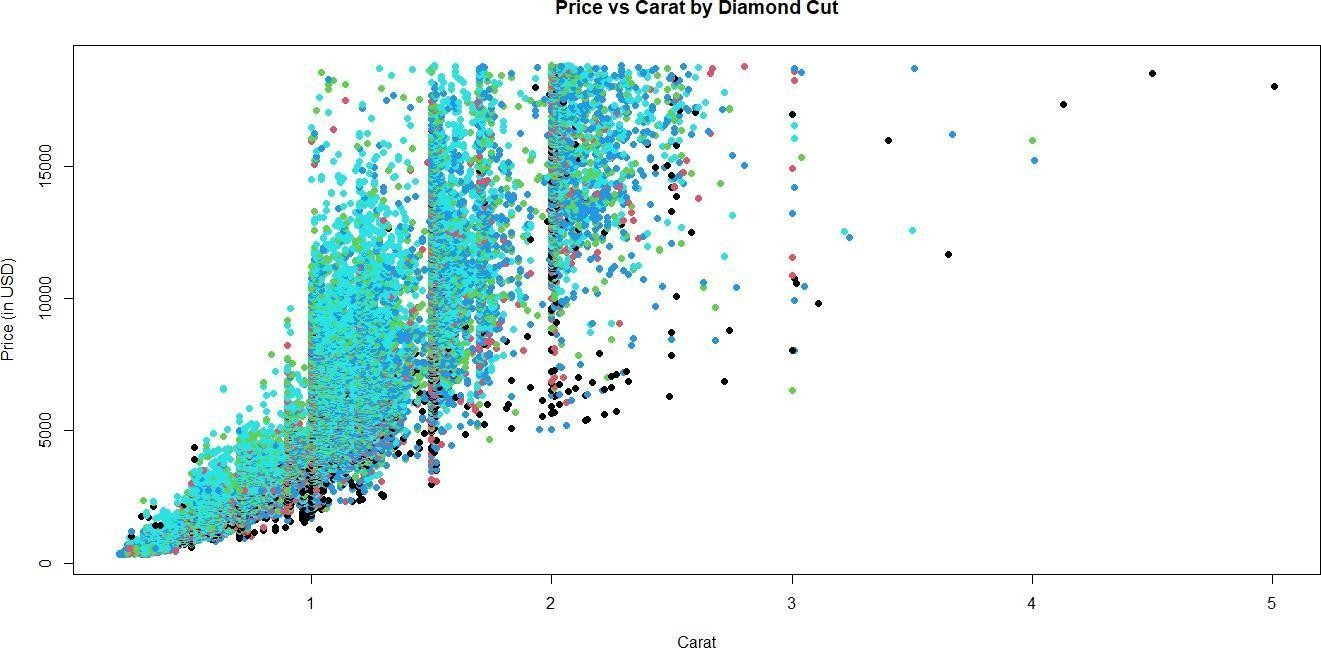 Price vs Carat by Diamond Cut
15000
10000
5000
0
Price (in USD)
1 2 3 4 5
Carat